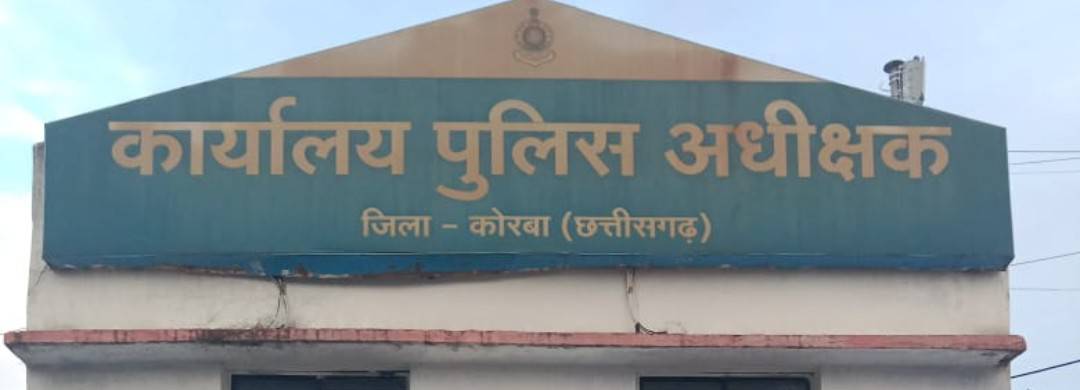 कार्यालय पुलिस अधीक्षक
जिला - कोरबा (छत्तीसगढ़)